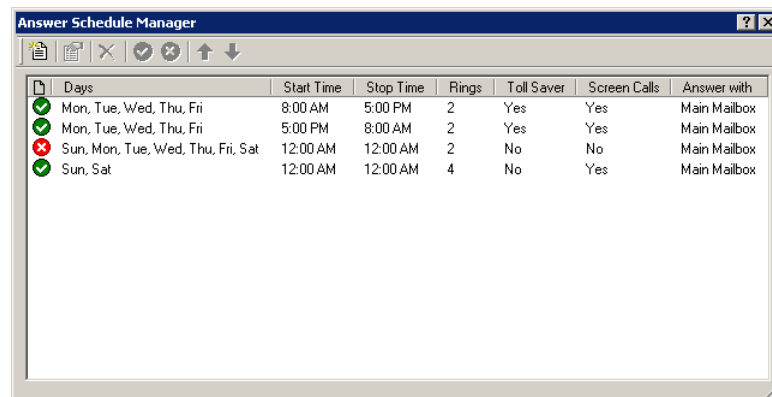 Answer Schedule Manager
Days Start Time Stop Time Rings Toll Saver Screen Calls Answer with
Mon, Tue, Wed, Thu, Fri 8:00 AM 5:00 PM 2 Yes Yes Main Mailbox
Mon, Tue, Wed, Thu, Fri 5:00 PM 8:00 AM 2 Yes Yes Main Mailbox
Sun, Mon, Tue, Wed, Thu, Fri, Sat 12:00 AM 12:00 AM 2 No No Main Mailbox
Sun, Sat 12:00 AM 12:00 AM 4 No Yes Main Mailbox